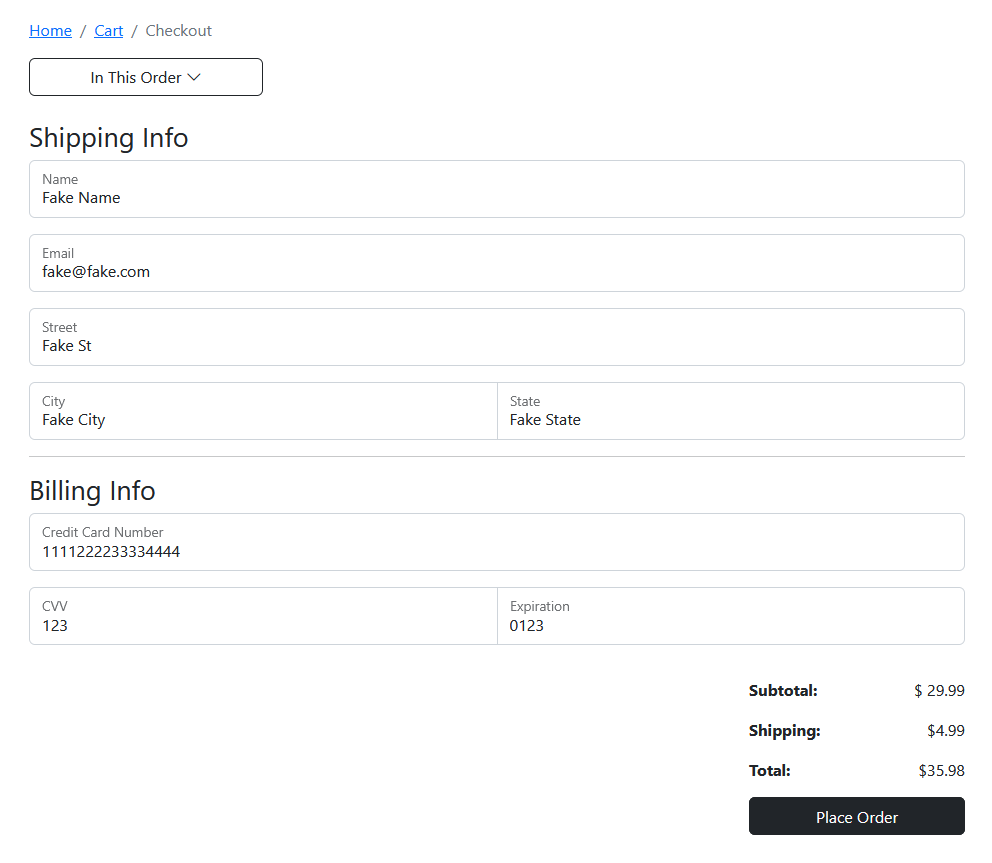 Home / Cart / Checkout
In This Order
Shipping Info
Name
Fake Name
Email
fake@fake.com
Street
Fake St
City
Fake City
State
Fake State
Billing Info
Credit Card Number
1111222233334444
CVV
123
Expiration
0123
Subtotal: $ 29.99
Shipping: $4.99
Total: $35.98
Place Order